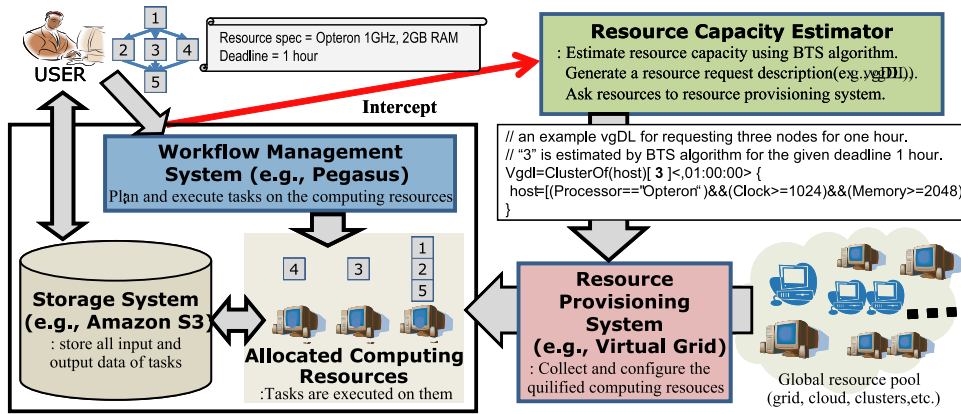 USER
1
2 3 4
5
Resource spec = Opteron 1GHz, 2GB RAM
Deadline = 1 hour
Intercept
Resource Capacity Estimator
: Estimate resource capacity using BTS algorithm.
Generate a resource request description(ex., vgDL).
Ask resources to resource provisioning system.
// an example vgDL for requesting three nodes for one hour.
// “3” is estimated by BTS algorithm for the given deadline 1 hour.
Vgdl=ClusterOf(host)[ 3 ]<,01:00:00> {
host=[(Processor=="Opteron“)&&(Clock>=1024)&&(Memory>=2048)
}
Workflow Management
System (e.g., Pegasus)
Plan and execute tasks on the computing resources
Storage System
(e.g., Amazon S3)
: store all input and
output data of tasks
4
3
1
2
5
Allocated Computing
Resources
:Tasks are executed on them
Resource
Provisioning
System
(e.g., Virtual Grid)
: Collect and configure the
quilified computing resouces
Global resource pool
(grid, cloud, clusters,etc.)